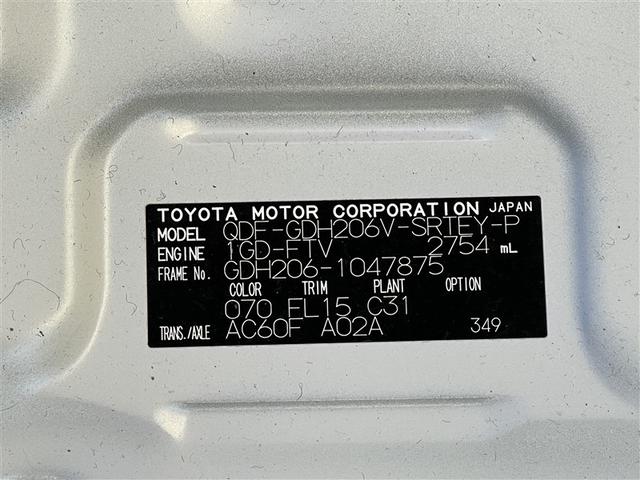 TOYOTA MOTOR CORPORATION JAPAN
MODEL QDF-GDH206V-SRTEY-P
ENGINE 1GD-FTV 2754 mL
FRAME No. GDH206-1047875
COLOR TRIM PLANT OPTION
070 FL15 C31
TRANS./AXLE AC60F A02A 349